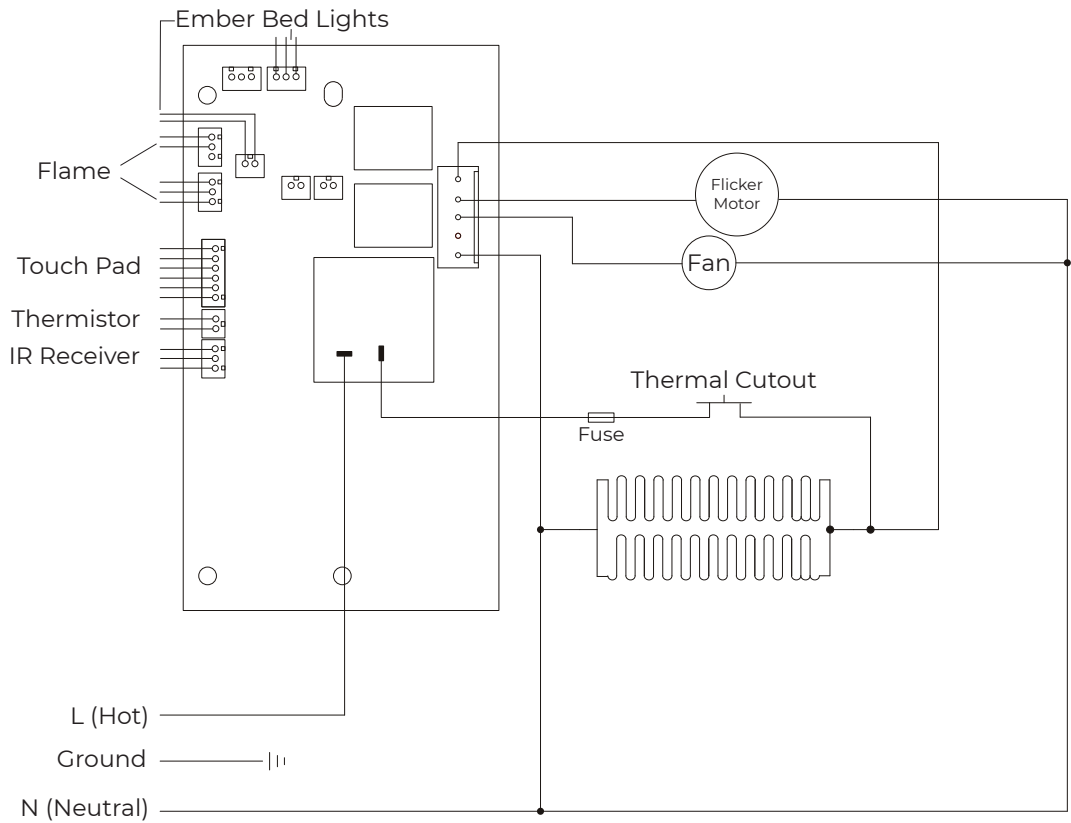 Ember Bed Lights
Flame
Flicker
Motor
Fan
Touch Pad
Thermistor
IR Receiver
Thermal Cutout
Fuse
L (Hot)
Ground
N (Neutral)